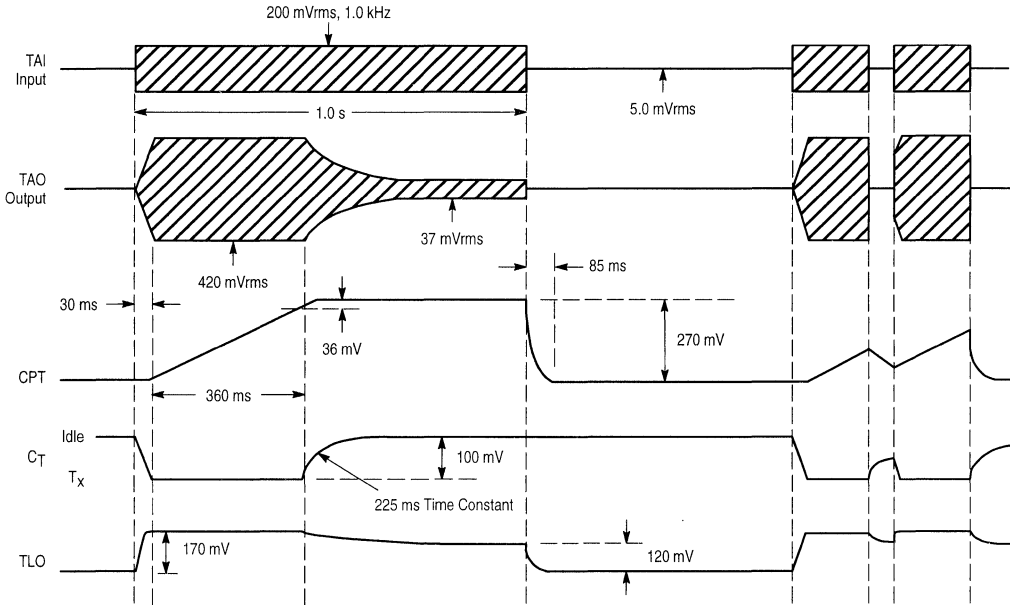 200 mVrms, 1.0 kHz
TAI
Input
5.0 mVrms
1.0 s
TAO
Output
37 mVrms
420 mVrms
85 ms
30 ms
36 mV
270 mV
CPT
360 ms
Idle
CT
Tx
100 mV
225 ms Time Constant
TLO
170 mV
120 mV